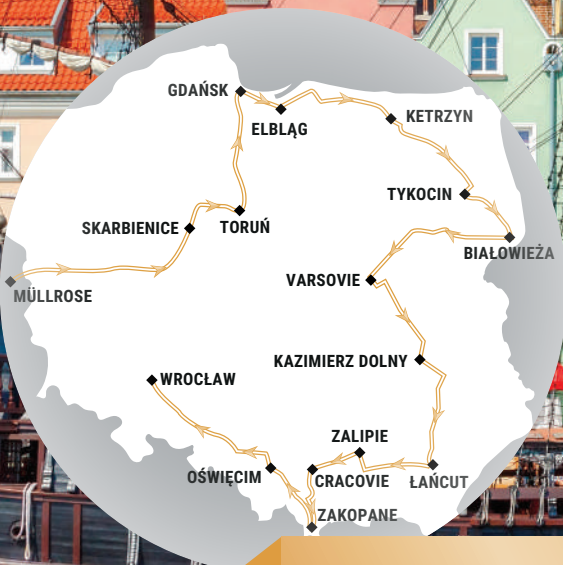 GDAŃSK
ELBLĄG
KETRZYN
TYKOCIN
SKARBIENICE
TORUŃ
BIAŁOWIEŻA
VARSOVIE
MÜLLROSE
KAZIMIERZ DOLNY
WROCŁAW
ZALIPIE
OŚWIĘCIM
CRACOVIE
ŁAŃCUT
ZAKOPANE